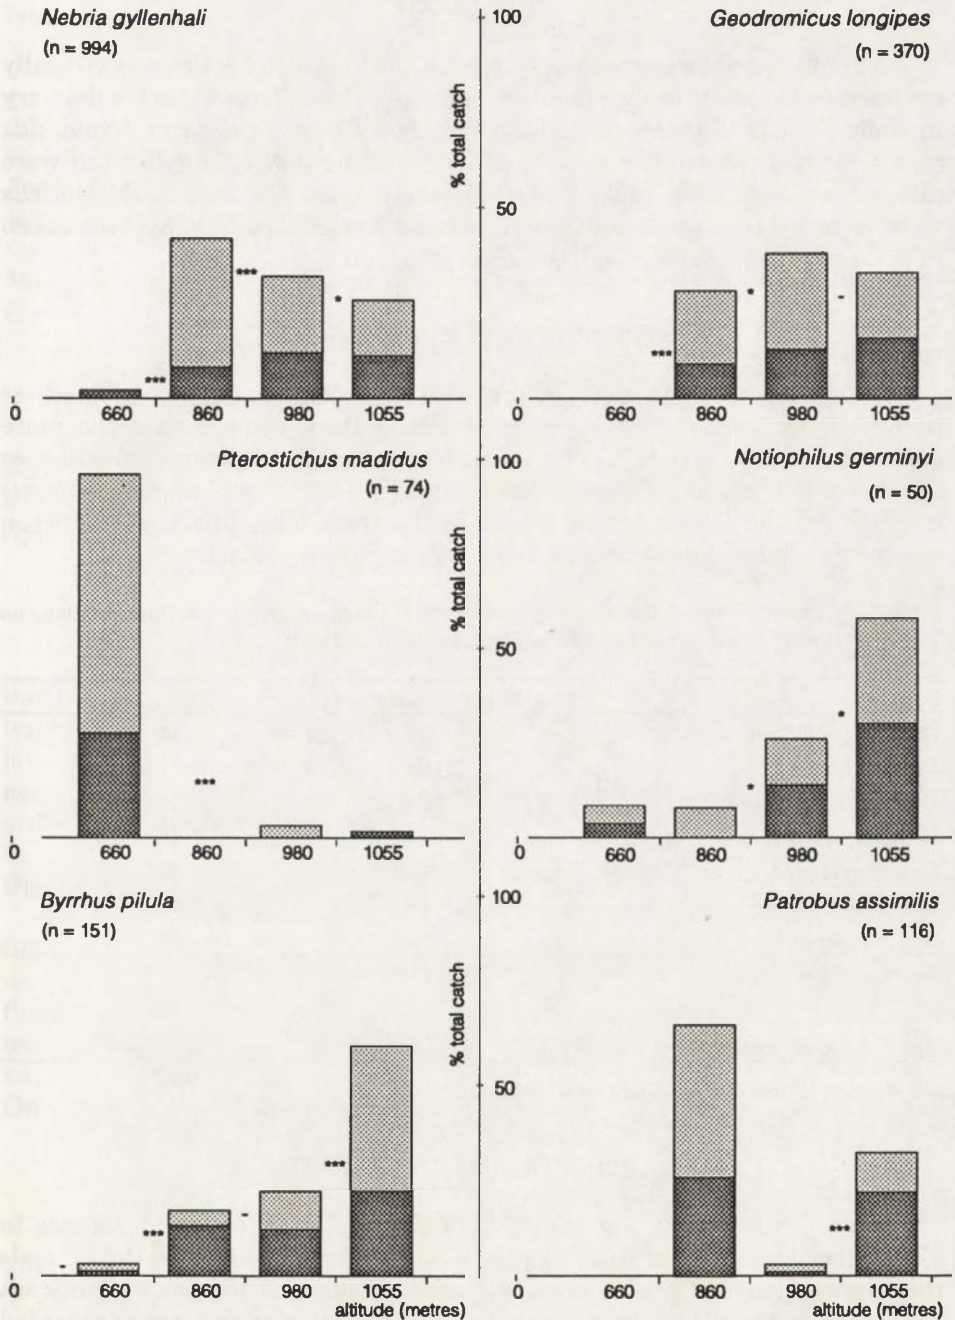 Nebria gyllenhali
(n = 994)
100
Geodromicus longipes
(n = 370)
% total catch
50
***
***
*
***
*
-
0
660
860
980
1055
0
660
860
980
1055
Pterostichus madidus
(n = 74)
100
Notiophilus germinyi
(n = 50)
% total catch
50
***
*
*
0
660
860
980
1055
0
660
860
980
1055
Byrrhus pilula
(n = 151)
100
Patrobus assimilis
(n = 116)
% total catch
50
-
***
-
***
***
0
660
860
980
1055
altitude (metres)
0
660
860
980
1055
altitude (metres)